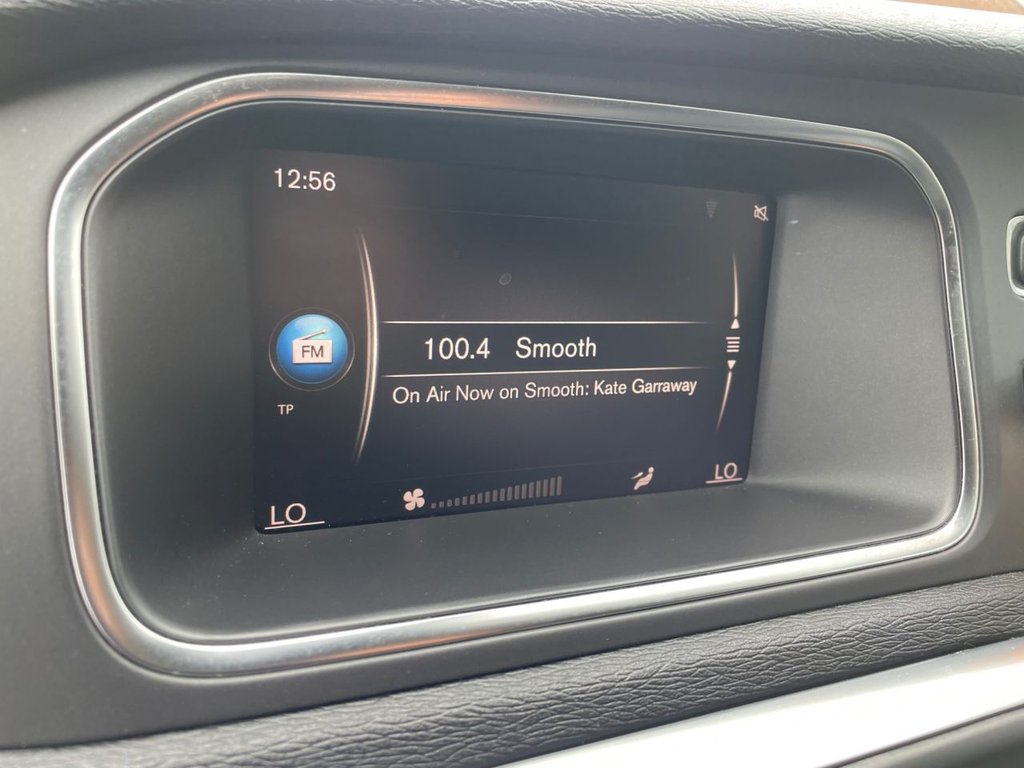 12:56
FM
100.4 Smooth
On Air Now on Smooth: Kate Garraway
TP
LO
LO